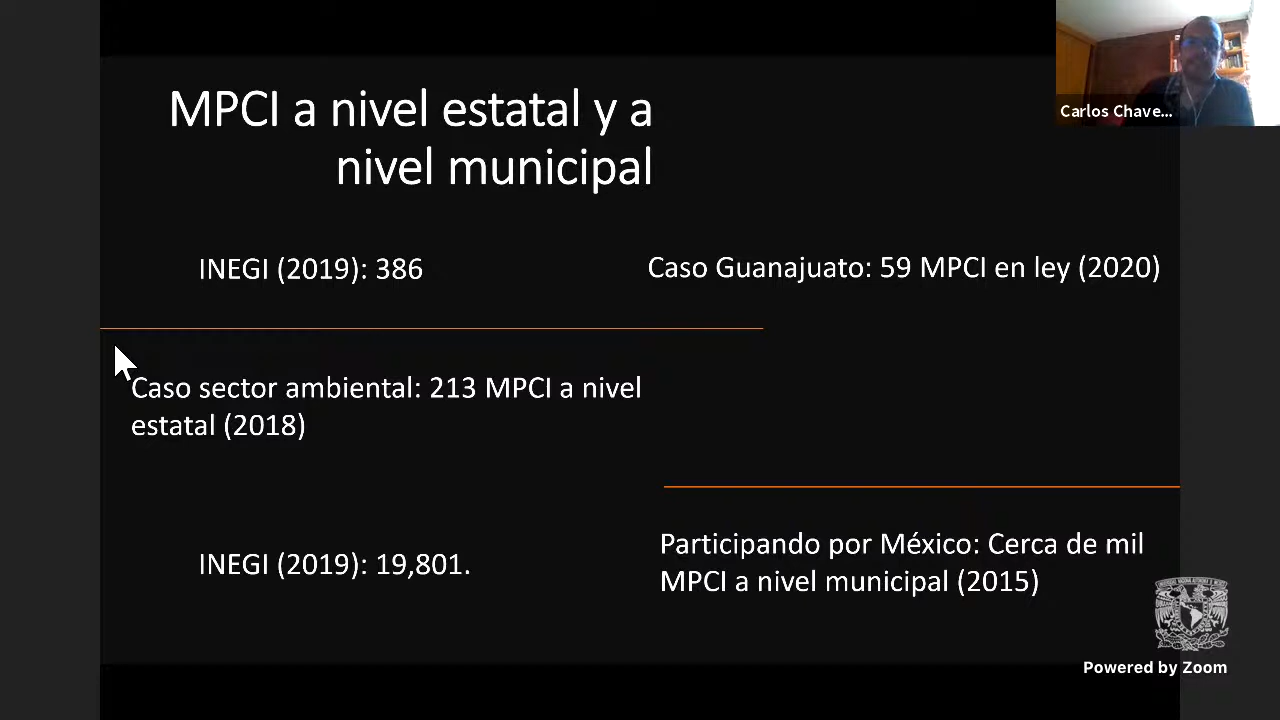 MPCI a nivel estatal y a
nivel municipal
Carlos Chave...
INEGI (2019): 386
Caso Guanajuato: 59 MPCI en ley (2020)
Caso sector ambiental: 213 MPCI a nivel
estatal (2018)
INEGI (2019): 19,801.
Participando por México: Cerca de mil
MPCI a nivel municipal (2015)
Powered by Zoom